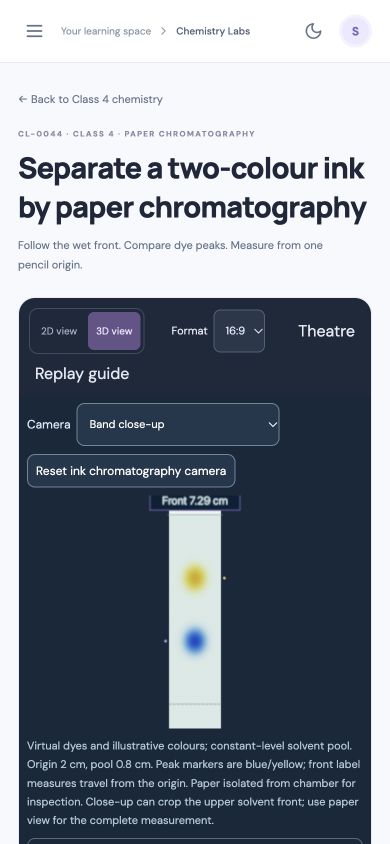 Your learning space > Chemistry Labs
S
← Back to Class 4 chemistry
CL-0044 · CLASS 4 · PAPER CHROMATOGRAPHY
Separate a two-colour ink
by paper chromatography
Follow the wet front. Compare dye peaks. Measure from one
pencil origin.
2D view 3D view Format 16:9 Theatre
Replay guide
Camera Band close-up
Reset ink chromatography camera
Front 7.29 cm
Virtual dyes and illustrative colours; constant-level solvent pool.
Origin 2 cm, pool 0.8 cm. Peak markers are blue/yellow; front label
measures travel from the origin. Paper isolated from chamber for
inspection. Close-up can crop the upper solvent front; use paper
view for the complete measurement.